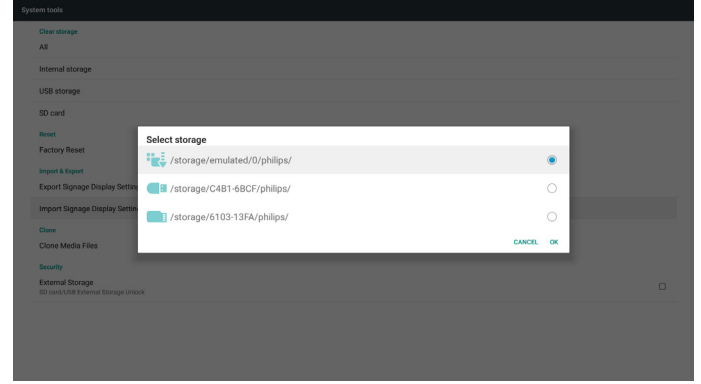 System tools
Clear storage
All
Internal storage
USB storage
SD card
Reset
Factory Reset
Import & Export
Export Signage Display Settin
Import Signage Display Settin
Clone
Clone Media Files
Security
External Storage
SD card/USB External Storage Unlock
Select storage
/storage/emulated/0/philips/
/storage/C4B1-6BCF/philips/
/storage/6103-13FA/philips/
CANCEL OK